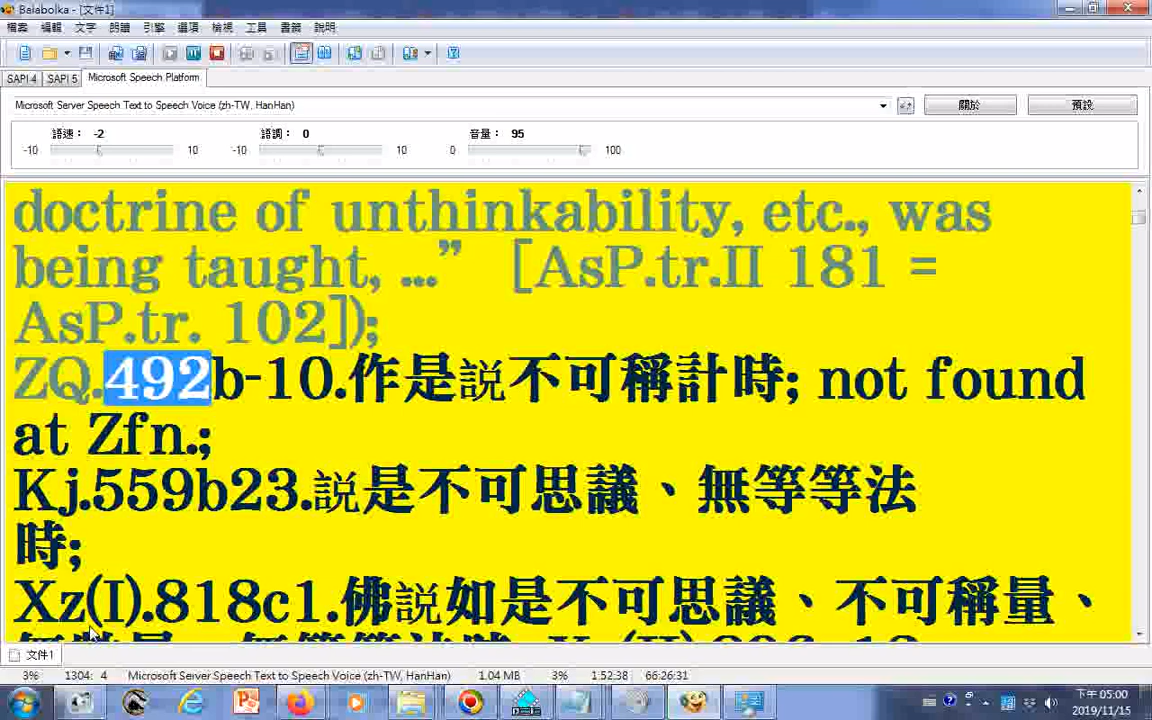 Balabolka - [文件1]
檔案 編輯 文字 朗讀 引擎 選項 檢視 工具 書籤 說明
SAPI 4 SAPI 5 Microsoft Speech Platform
Microsoft Server Speech Text to Speech Voice (zh-TW, HanHan) 關於 預設
語速： -2 語調： 0 音量： 95
-10 10 -10 10 0 100
doctrine of unthinkability, etc., was
being taught, ...” [AsP.tr.II 181 =
AsP.tr. 102]);
ZQ.492b-10.作是説不可稱計時; not found
at Zfn.;
Kj.559b23.説是不可思議、無等等法
時;
Xz(I).818c1.佛説如是不可思議、不可稱量、
文件1
3% 1304: 4 Microsoft Server Speech Text to Speech Voice (zh-TW, HanHan) 1.04 MB 3% 1:52:38 66:26:31
下午 05:00
2019/11/15